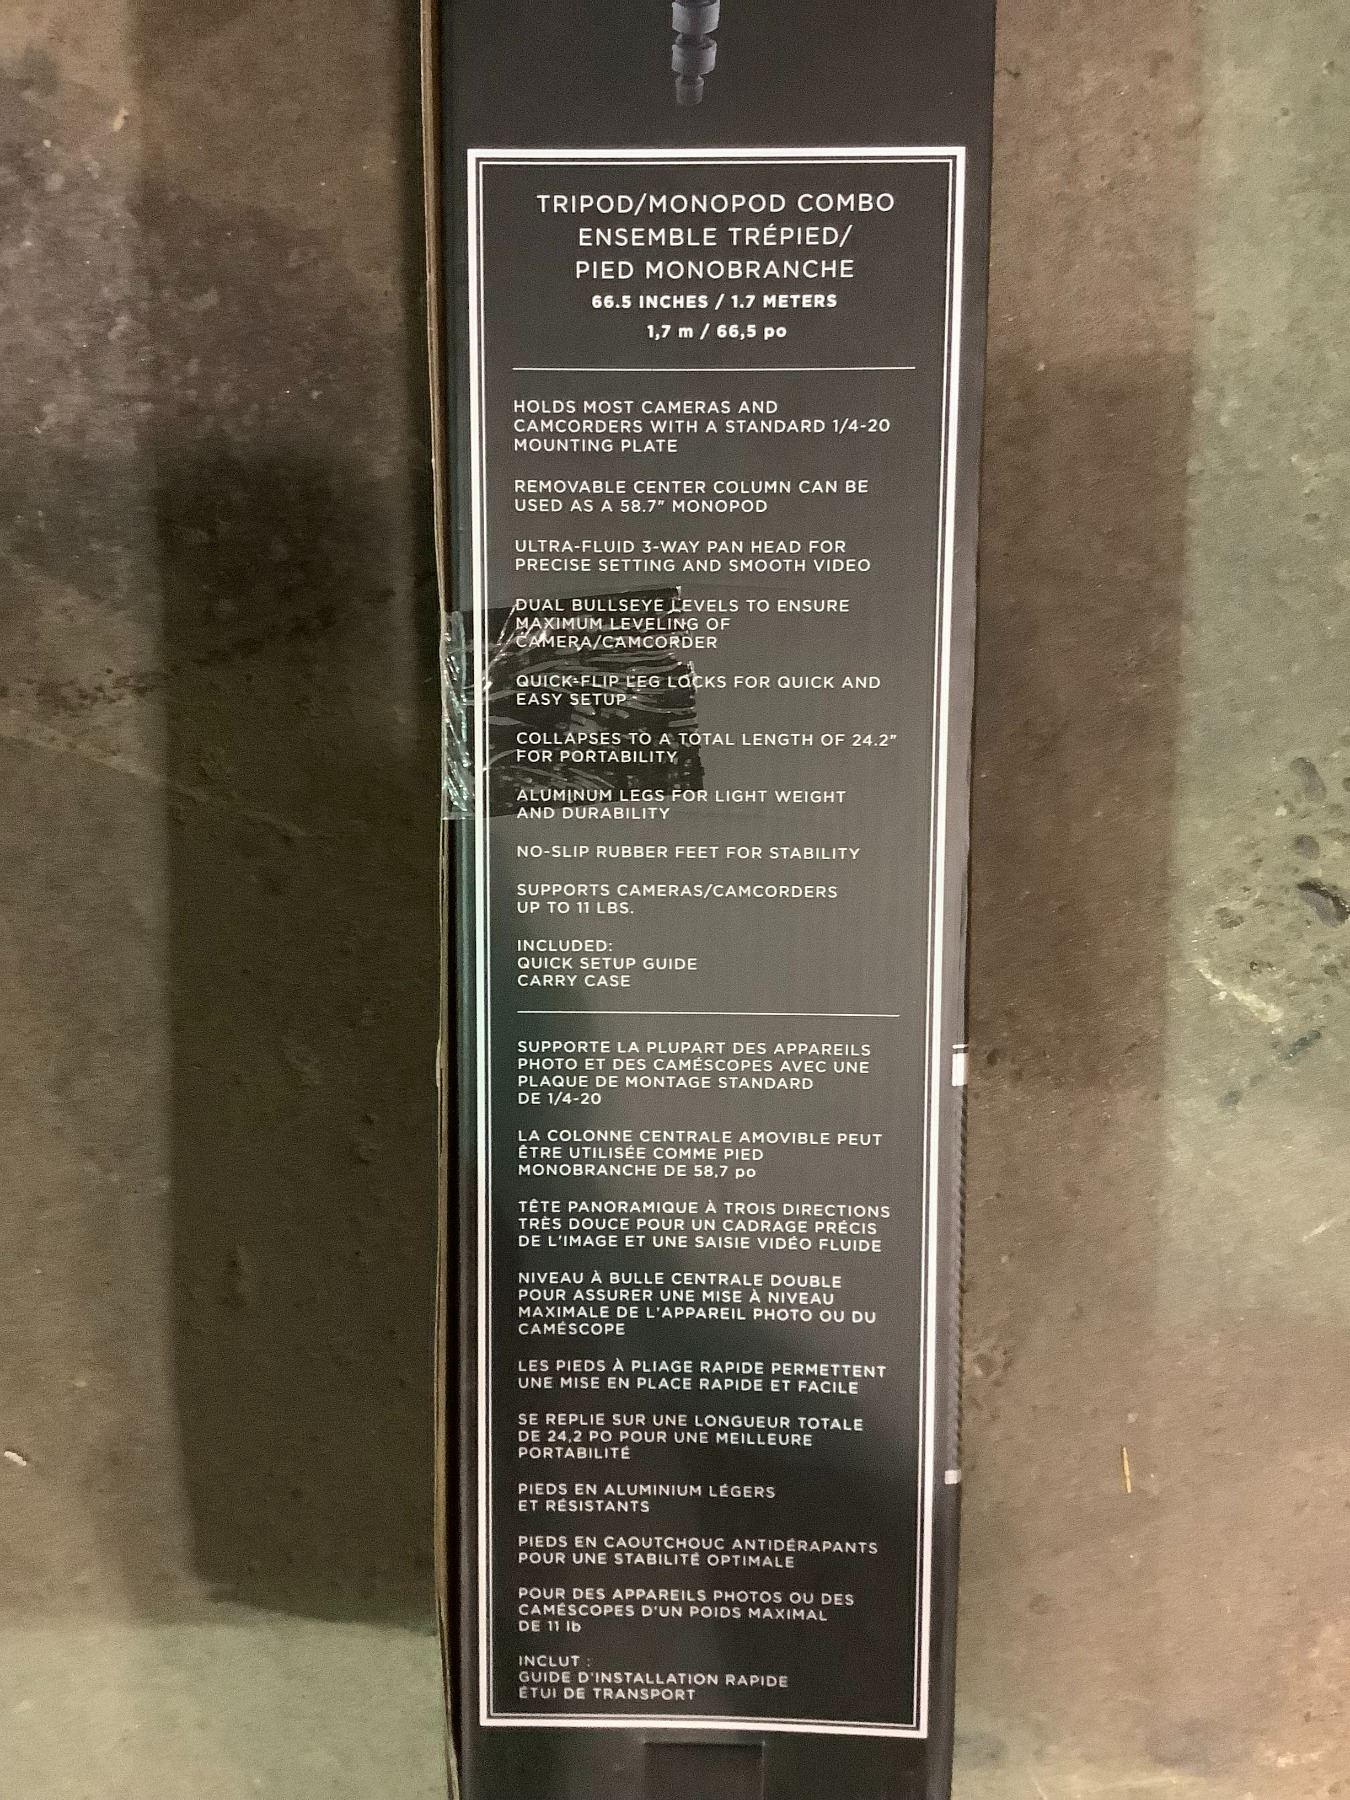 TRIPOD/MONOPOD COMBO
ENSEMBLE TRÉPIED/
PIED MONOBRANCHE
66.5 INCHES / 1.7 METERS
1,7 m / 66,5 po
HOLDS MOST CAMERAS AND
CAMCORDERS WITH A STANDARD 1/4-20
MOUNTING PLATE
REMOVABLE CENTER COLUMN CAN BE
USED AS A 58.7" MONOPOD
ULTRA-FLUID 3-WAY PAN HEAD FOR
PRECISE SETTING AND SMOOTH VIDEO
DUAL BULLSEYE LEVELS TO ENSURE
MAXIMUM LEVELING OF
CAMERA/CAMCORDER
QUICK-FLIP LEG LOCKS FOR QUICK AND
EASY SETUP
COLLAPSES TO A TOTAL LENGTH OF 24.2"
FOR PORTABILITY
ALUMINUM LEGS FOR LIGHT WEIGHT
AND DURABILITY
NO-SLIP RUBBER FEET FOR STABILITY
SUPPORTS CAMERAS/CAMCORDERS
UP TO 11 LBS.
INCLUDED:
QUICK SETUP GUIDE
CARRY CASE
SUPPORTE LA PLUPART DES APPAREILS
PHOTO ET DES CAMÉSCOPES AVEC UNE
PLAQUE DE MONTAGE STANDARD
DE 1/4-20
LA COLONNE CENTRALE AMOVIBLE PEUT
ÊTRE UTILISÉE COMME PIED
MONOBRANCHE DE 58,7 po
TÊTE PANORAMIQUE À TROIS DIRECTIONS
TRÈS DOUCE POUR UN CADRAGE PRÉCIS
DE L'IMAGE ET UNE SAISIE VIDÉO FLUIDE
NIVEAU À BULLE CENTRALE DOUBLE
POUR ASSURER UNE MISE À NIVEAU
MAXIMALE DE L'APPAREIL PHOTO OU DU
CAMÉSCOPE
LES PIEDS À PLIAGE RAPIDE PERMETTENT
UNE MISE EN PLACE RAPIDE ET FACILE
SE REPLIE SUR UNE LONGUEUR TOTALE
DE 24,2 PO POUR UNE MEILLEURE
PORTABILITÉ
PIEDS EN ALUMINIUM LÉGERS
ET RÉSISTANTS
PIEDS EN CAOUTCHOUC ANTIDÉRAPANTS
POUR UNE STABILITÉ OPTIMALE
POUR DES APPAREILS PHOTOS OU DES
CAMÉSCOPES D'UN POIDS MAXIMAL
DE 11 lb
INCLUT :
GUIDE D'INSTALLATION RAPIDE
ÉTUI DE TRANSPORT